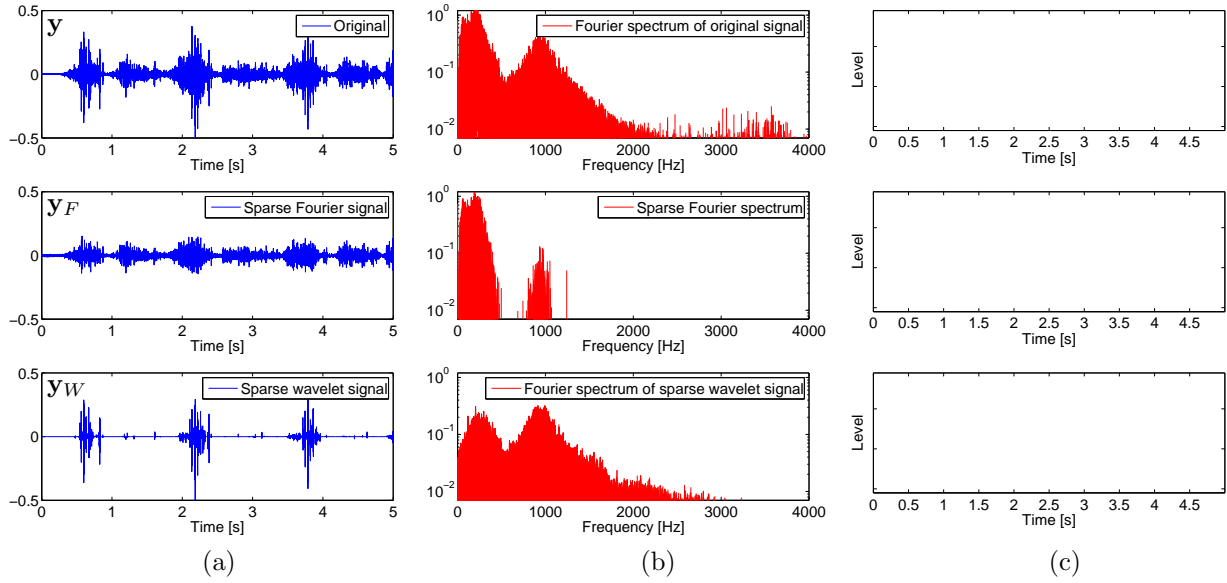 y
Original
0.5
0
−0.5
0 1 2 3 4 5
Time [s]
Fourier spectrum of original signal
10^0
10^−1
10^−2
0 1000 2000 3000 4000
Frequency [Hz]
Level
0 0.5 1 1.5 2 2.5 3 3.5 4 4.5
Time [s]
y_F
Sparse Fourier signal
0.5
0
−0.5
0 1 2 3 4 5
Time [s]
Sparse Fourier spectrum
10^0
10^−1
10^−2
0 1000 2000 3000 4000
Frequency [Hz]
Level
0 0.5 1 1.5 2 2.5 3 3.5 4 4.5
Time [s]
y_W
Sparse wavelet signal
0.5
0
−0.5
0 1 2 3 4 5
Time [s]
Fourier spectrum of sparse wavelet signal
10^0
10^−1
10^−2
0 1000 2000 3000 4000
Frequency [Hz]
Level
0 0.5 1 1.5 2 2.5 3 3.5 4 4.5
Time [s]
(a)
(b)
(c)